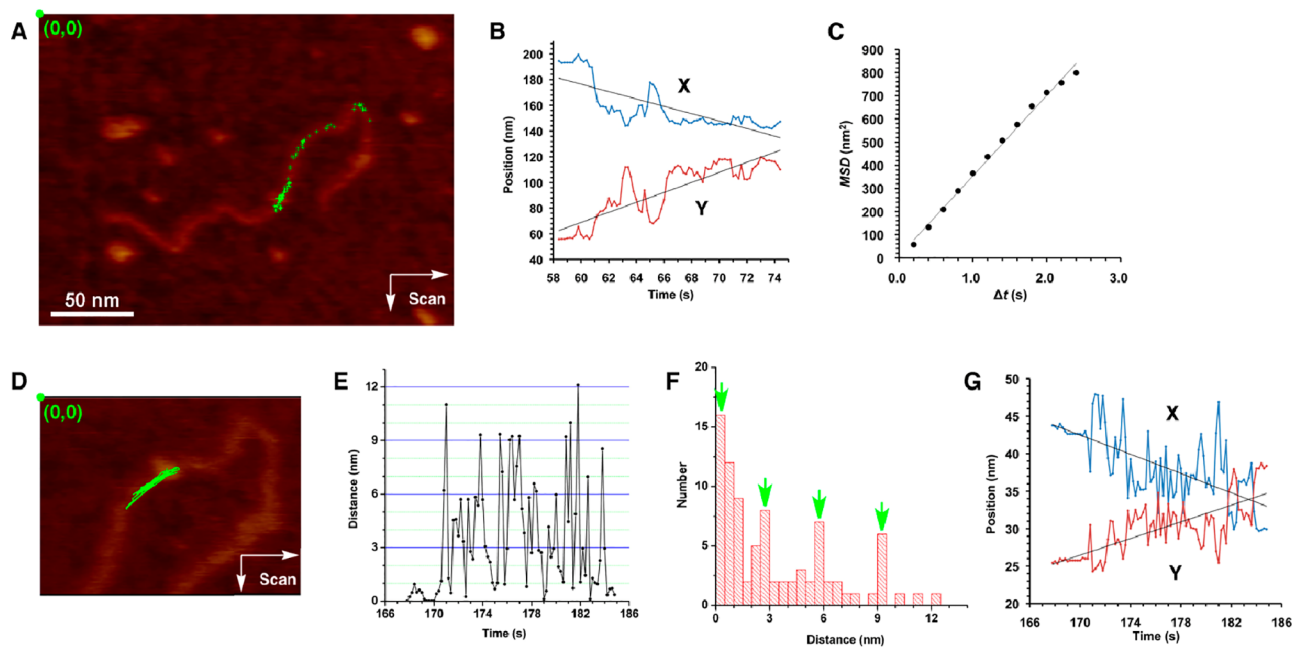 A
(0,0)
50 nm
Scan
B
200
180
160
140
120
100
80
60
40
Position (nm)
X
Y
58 60 62 64 66 68 70 72 74
Time (s)
C
900
800
700
600
500
400
300
200
100
0
MSD (nm²)
0.0 1.0 2.0 3.0
Δt (s)
D
(0,0)
Scan
E
12
9
6
3
0
Distance (nm)
166 170 174 178 182 186
Time (s)
F
20
15
10
5
0
Number
0 3 6 9 12
Distance (nm)
G
50
45
40
35
30
25
20
Position (nm)
X
Y
166 170 174 178 182 186
Time (s)